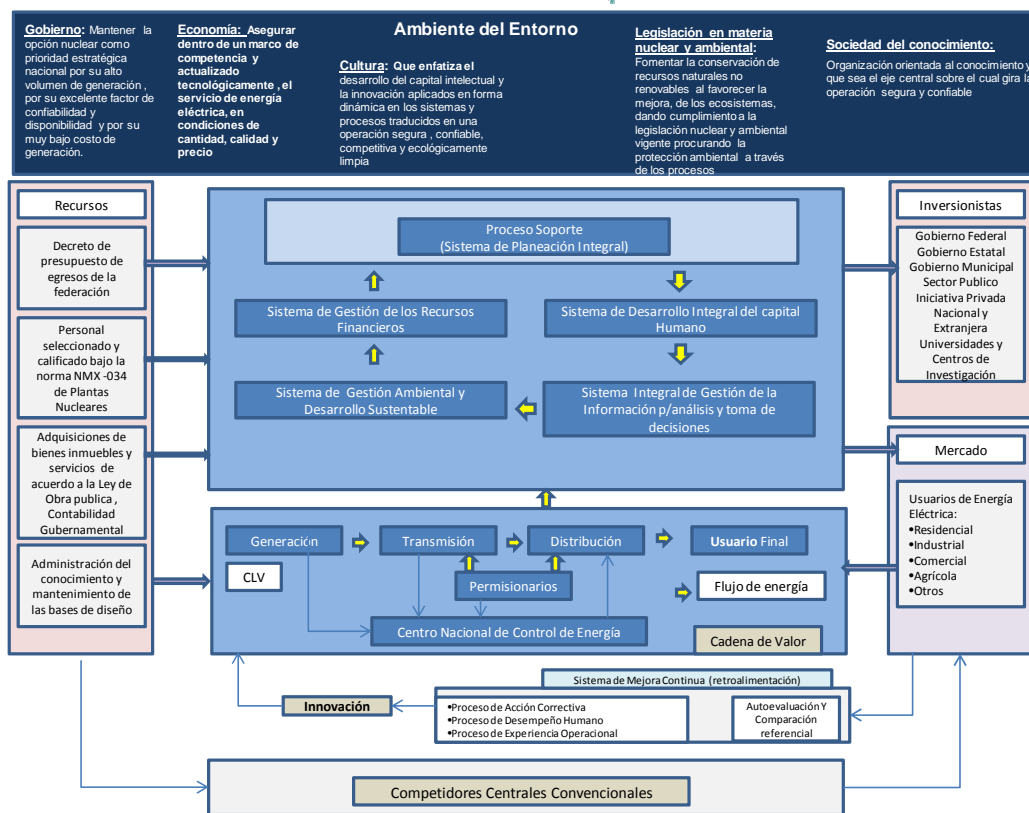 Ambiente del Entorno
Gobierno: Mantener la
opción nuclear como
prioridad estratégica
nacional por su alto
volumen de generación ,
por su excelente factor de
confiabilidad y
disponibilidad y por su
muy bajo costo de
generación.
Economía: Asegurar
dentro de un marco de
competencia y
actualizado
tecnológicamente , el
servicio de energía
eléctrica, en
condiciones de
cantidad, calidad y
precio
Cultura: Que enfatiza el
desarrollo del capital intelectual y
la innovación aplicados en forma
dinámica en los sistemas y
procesos traducidos en una
operación segura , confiable,
competitiva y ecológicamente
limpia
Legislación en materia
nuclear y ambiental:
Fomentar la conservación de
recursos naturales no
renovables al favorecer la
mejora, de los ecosistemas,
dando cumplimiento a la
legislación nuclear y ambiental
vigente procurando la
protección ambiental a través
de los procesos
Sociedad del conocimiento:
Organización orientada al conocimiento y
que sea el eje central sobre el cual gira la
operación segura y confiable
Recursos
Decreto de
presupuesto de
egresos de la
federación
Personal
seleccionado y
calificado bajo la
norma NMX -034
de Plantas
Nucleares
Adquisiciones de
bienes inmuebles y
servicios de
acuerdo a la Ley de
Obra publica ,
Contabilidad
Gubernamental
Administración del
conocimiento y
mantenimiento de
las bases de diseño
Proceso Soporte
(Sistema de Planeación Integral)
Sistema de Gestión de los Recursos
Financieros
Sistema de Desarrollo Integral del capital
Humano
Sistema de Gestión Ambiental y
Desarrollo Sustentable
Sistema Integral de Gestión de la
Información p/análisis y toma de
decisiones
Inversionistas
Gobierno Federal
Gobierno Estatal
Gobierno Municipal
Sector Publico
Iniciativa Privada
Nacional y
Extranjera
Universidades y
Centros de
Investigación
Mercado
Usuarios de Energía
Eléctrica:
•Residencial
•Industrial
•Comercial
•Agrícola
•Otros
Generación
Transmisión
Distribución
Usuario Final
CLV
Permisionarios
Flujo de energía
Centro Nacional de Control de Energía
Cadena de Valor
Sistema de Mejora Continua (retroalimentación)
Innovación
•Proceso de Acción Correctiva
•Proceso de Desempeño Humano
•Proceso de Experiencia Operacional
Autoevaluación Y
Comparación
referencial
Competidores Centrales Convencionales